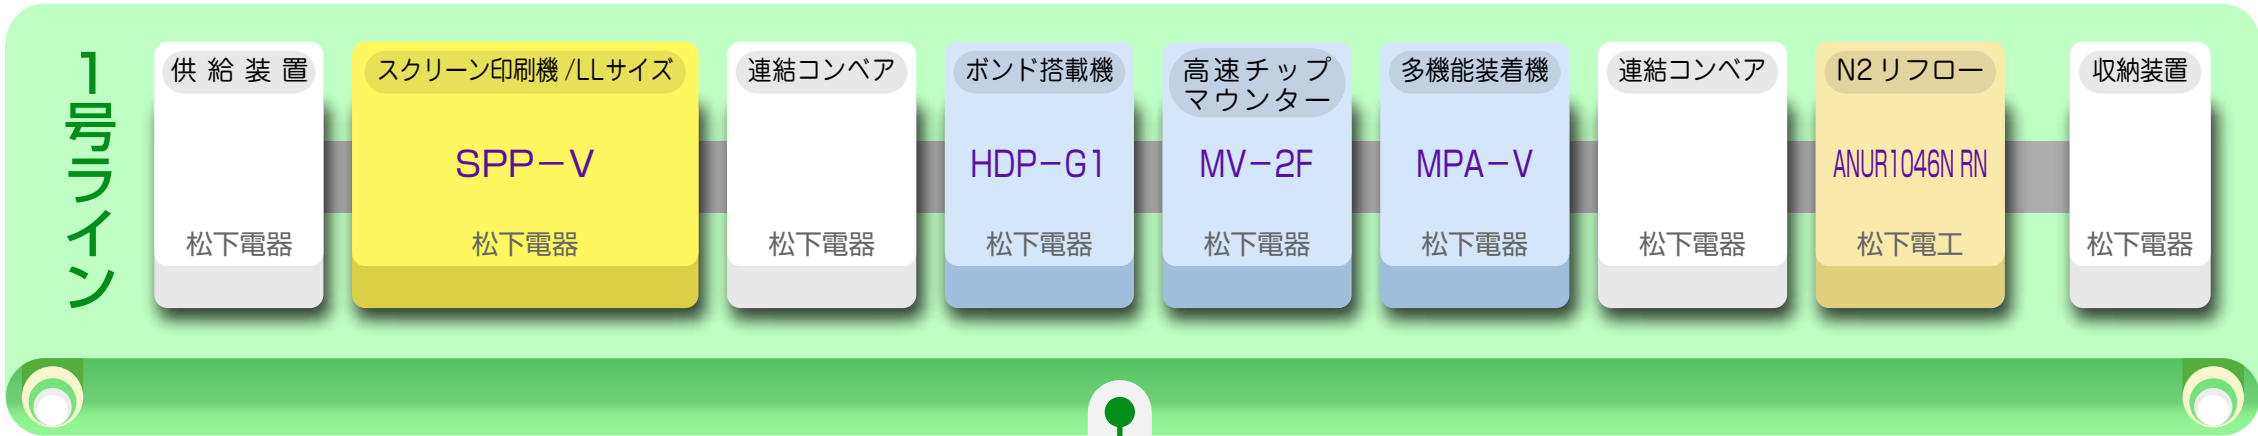 1号ライン
供給装置
松下電器
スクリーン印刷機/LLサイズ
SPP－V
松下電器
連結コンベア
松下電器
ボンド搭載機
HDP－G1
松下電器
高速チップ
マウンター
MV－2F
松下電器
多機能装着機
MPA－V
松下電器
連結コンベア
松下電器
N2リフロー
ANUR1046N RN
松下電工
収納装置
松下電器